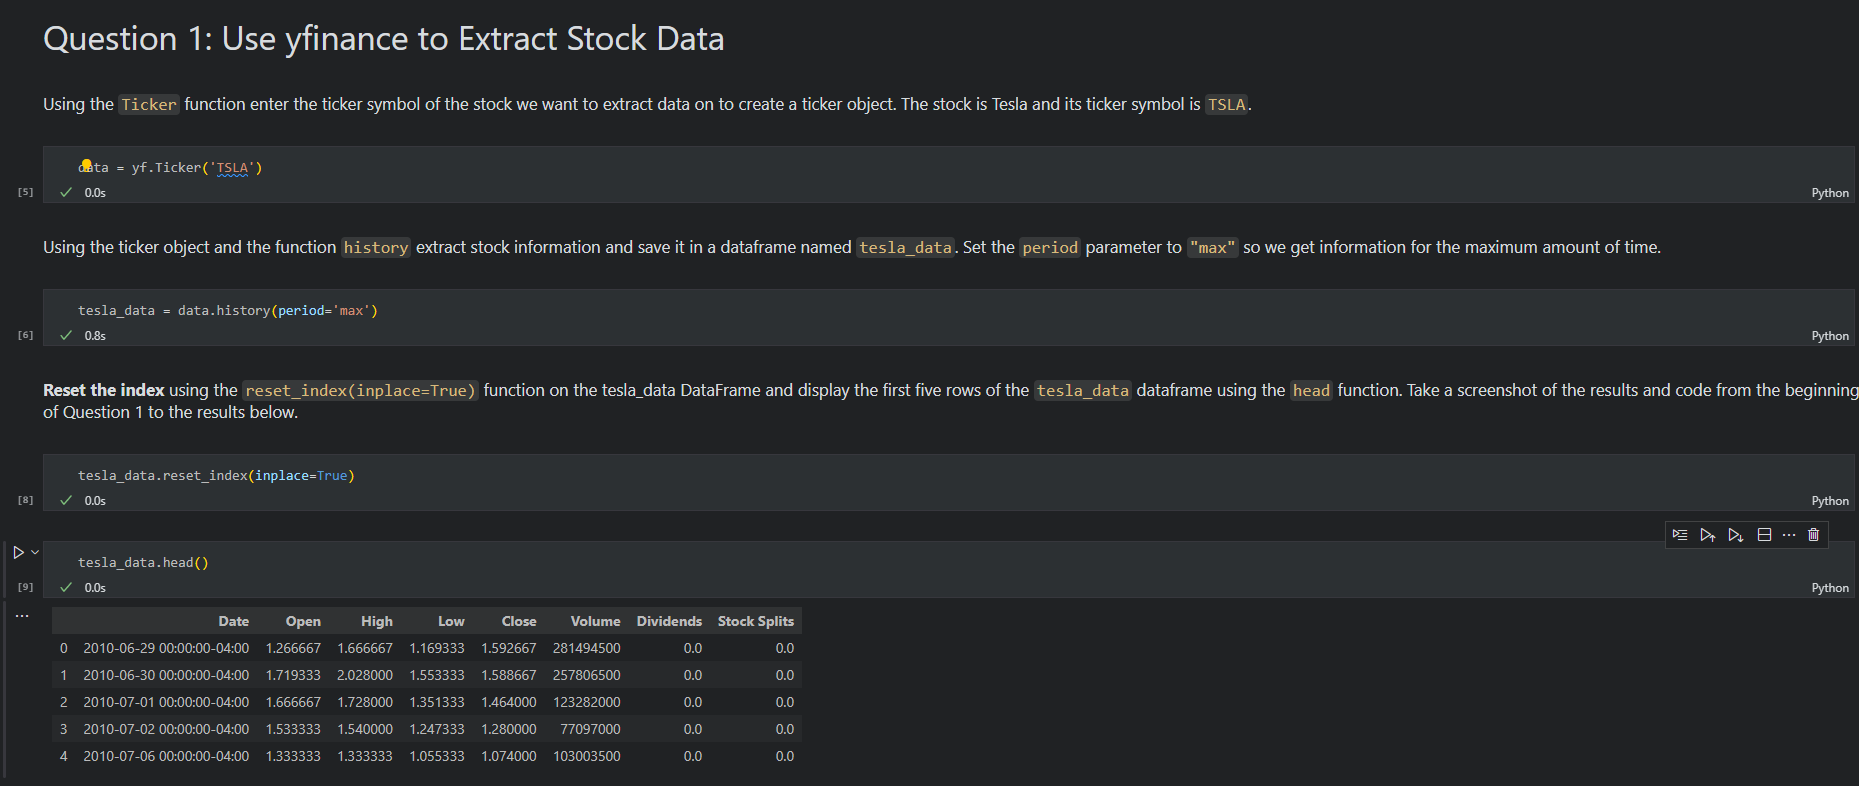 Question 1: Use yfinance to Extract Stock Data
Using the Ticker function enter the ticker symbol of the stock we want to extract data on to create a ticker object. The stock is Tesla and its ticker symbol is TSLA.
data = yf.Ticker('TSLA')
[5] 0.0s Python
Using the ticker object and the function history extract stock information and save it in a dataframe named tesla_data. Set the period parameter to "max" so we get information for the maximum amount of time.
tesla_data = data.history(period='max')
[6] 0.8s Python
Reset the index using the reset_index(inplace=True) function on the tesla_data DataFrame and display the first five rows of the tesla_data dataframe using the head function. Take a screenshot of the results and code from the beginning
of Question 1 to the results below.
tesla_data.reset_index(inplace=True)
[8] 0.0s Python
tesla_data.head()
[9] 0.0s Python
Date Open High Low Close Volume Dividends Stock Splits
0 2010-06-29 00:00:00-04:00 1.266667 1.666667 1.169333 1.592667 281494500 0.0 0.0
1 2010-06-30 00:00:00-04:00 1.719333 2.028000 1.553333 1.588667 257806500 0.0 0.0
2 2010-07-01 00:00:00-04:00 1.666667 1.728000 1.351333 1.464000 123282000 0.0 0.0
3 2010-07-02 00:00:00-04:00 1.533333 1.540000 1.247333 1.280000 77097000 0.0 0.0
4 2010-07-06 00:00:00-04:00 1.333333 1.333333 1.055333 1.074000 103003500 0.0 0.0